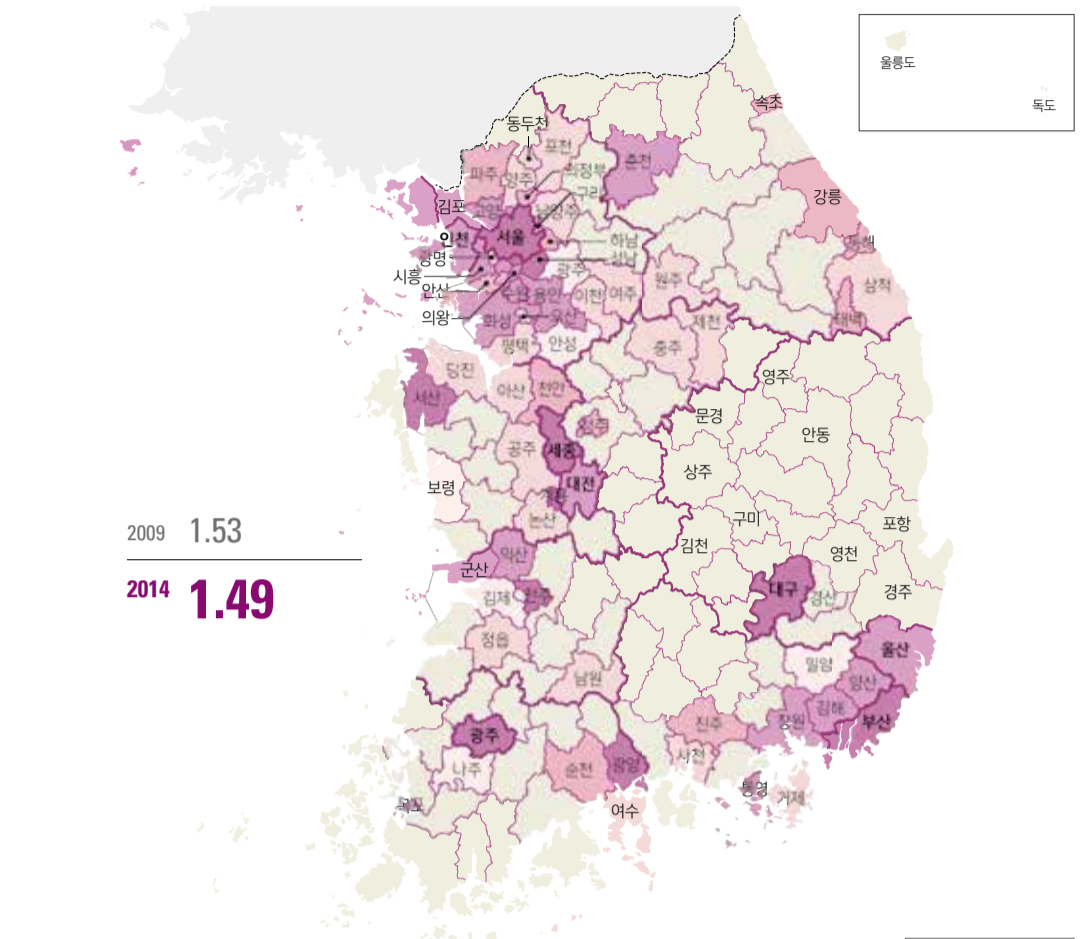 울릉도
독도
속초
동두천
포천
춘천
의정부
파주
양주
구리
강릉
김포
고양
남양주
인천
서울
하남
동해
광명
성남
광주
시흥
원주
안산
수원
용인
이천
여주
삼척
의왕
화성
오산
태백
제천
평택
안성
충주
당진
영주
아산
천안
서산
문경
청주
안동
공주
세종
상주
보령
대전
계룡
논산
구미
포항
2009 1.53
김천
영천
익산
군산
2014 1.49
대구
경주
김제
전주
경산
정읍
울산
밀양
남원
양산
김해
창원
부산
진주
광주
사천
나주
순천
광양
통영
거제
목포
여수